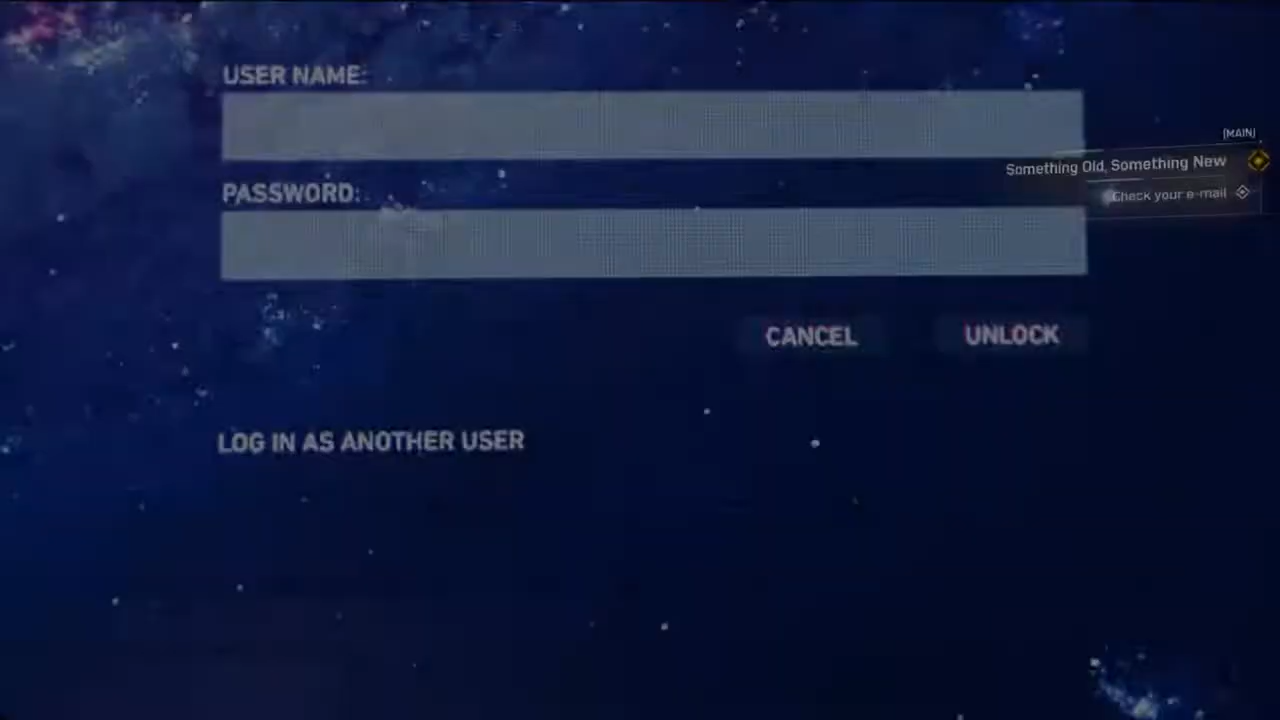 USER NAME:
[MAIN]
Something Old, Something New
PASSWORD:
Check your e-mail
CANCEL
UNLOCK
LOG IN AS ANOTHER USER